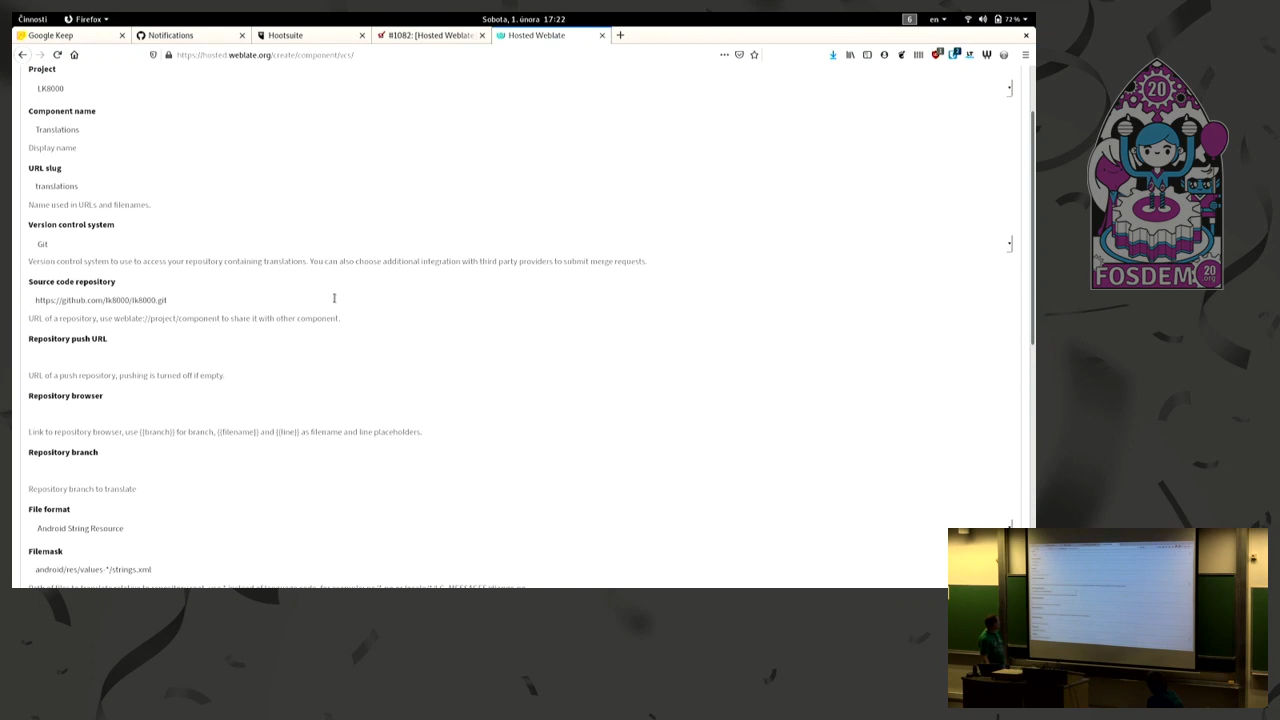 Činnosti
Firefox
Sobota, 1. února 17:22
6
en
72 %
Google Keep
Notifications
Hootsuite
#1082: [Hosted Weblate
Hosted Weblate
https://hosted.weblate.org/create/component/vcs/
Project
LK8000
Component name
Translations
Display name
URL slug
translations
Name used in URLs and filenames.
Version control system
Git
Version control system to use to access your repository containing translations. You can also choose additional integration with third party providers to submit merge requests.
Source code repository
https://github.com/lk8000/lk8000.git
URL of a repository, use weblate://project/component to share it with other component.
Repository push URL
URL of a push repository, pushing is turned off if empty.
Repository browser
Link to repository browser, use {{branch}} for branch, {{filename}} and {{line}} as filename and line placeholders.
Repository branch
Repository branch to translate
File format
Android String Resource
Filemask
android/res/values-*/strings.xml
20
FOSDEM
20
.org